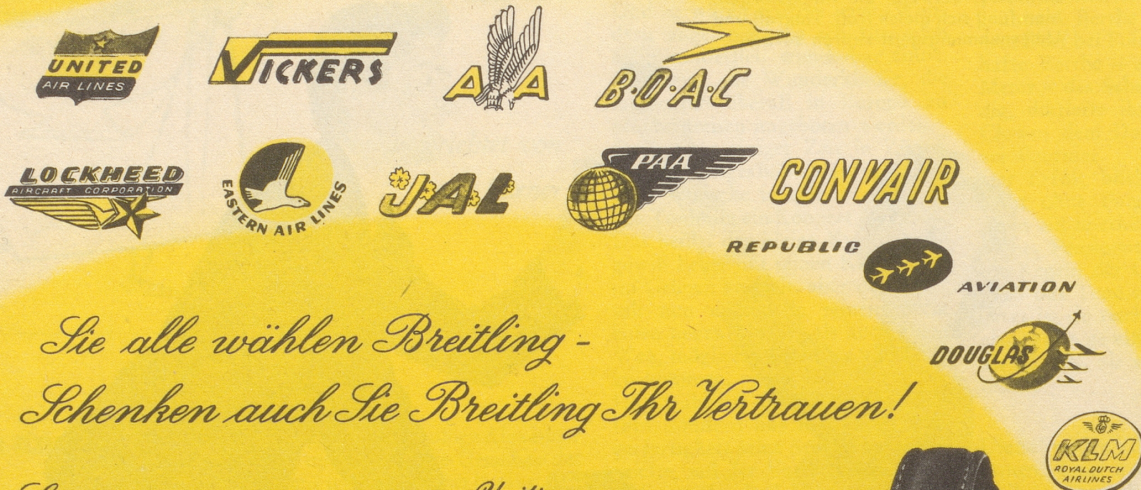 UNITED
AIR LINES
VICKERS
AA
B·O·A·C
LOCKHEED
AIRCRAFT CORPORATION
EASTERN AIR LINES
JAL
PAA
CONVAIR
REPUBLIC
AVIATION
DOUGLAS
Sie alle wählen Breitling -
Schenken auch Sie Breitling Ihr Vertrauen!
KLM
ROYAL DUTCH
AIRLINES